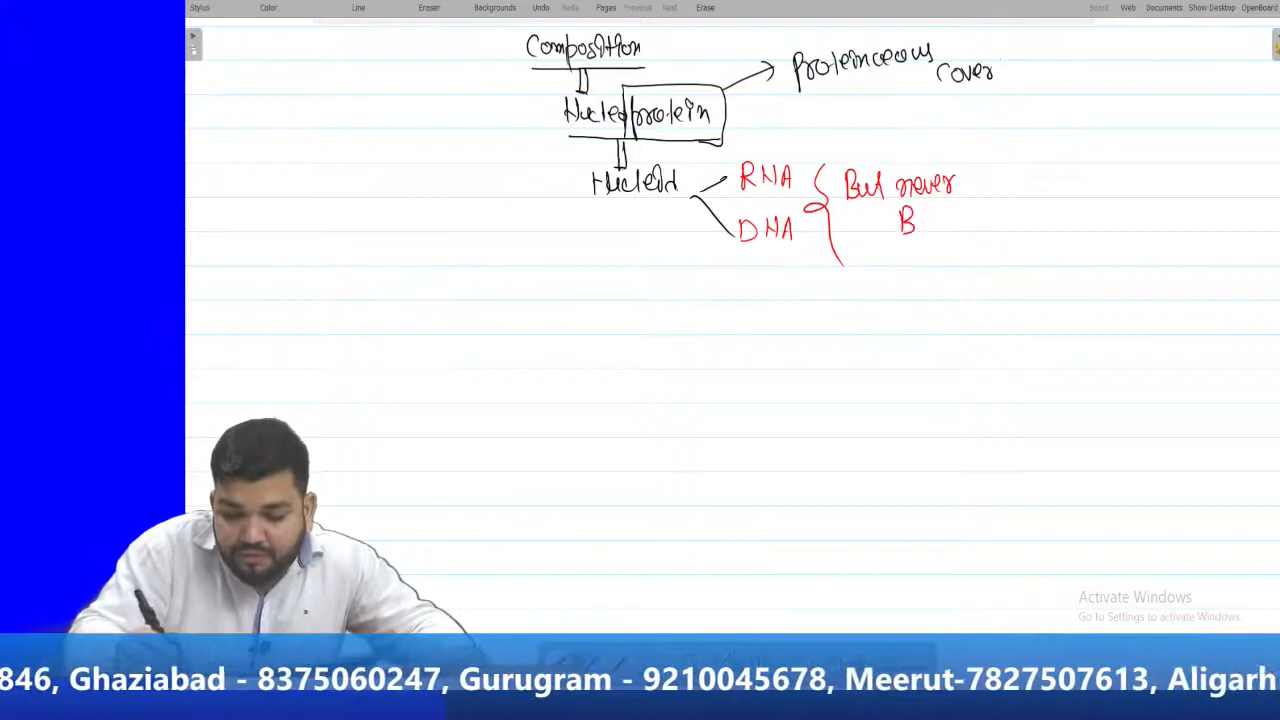 Stylus Color Line Eraser Backgrounds Undo Redo Pages Previous Next Erase Board Web Documents Show Desktop OpenBoard
Composition
Proteinceous
cover
Nucleoprotein
RNA
But never
B
DNA
Activate Windows
Go to Settings to activate Windows.
846, Ghaziabad - 8375060247, Gurugram - 9210045678, Meerut-7827507613, Aligarh